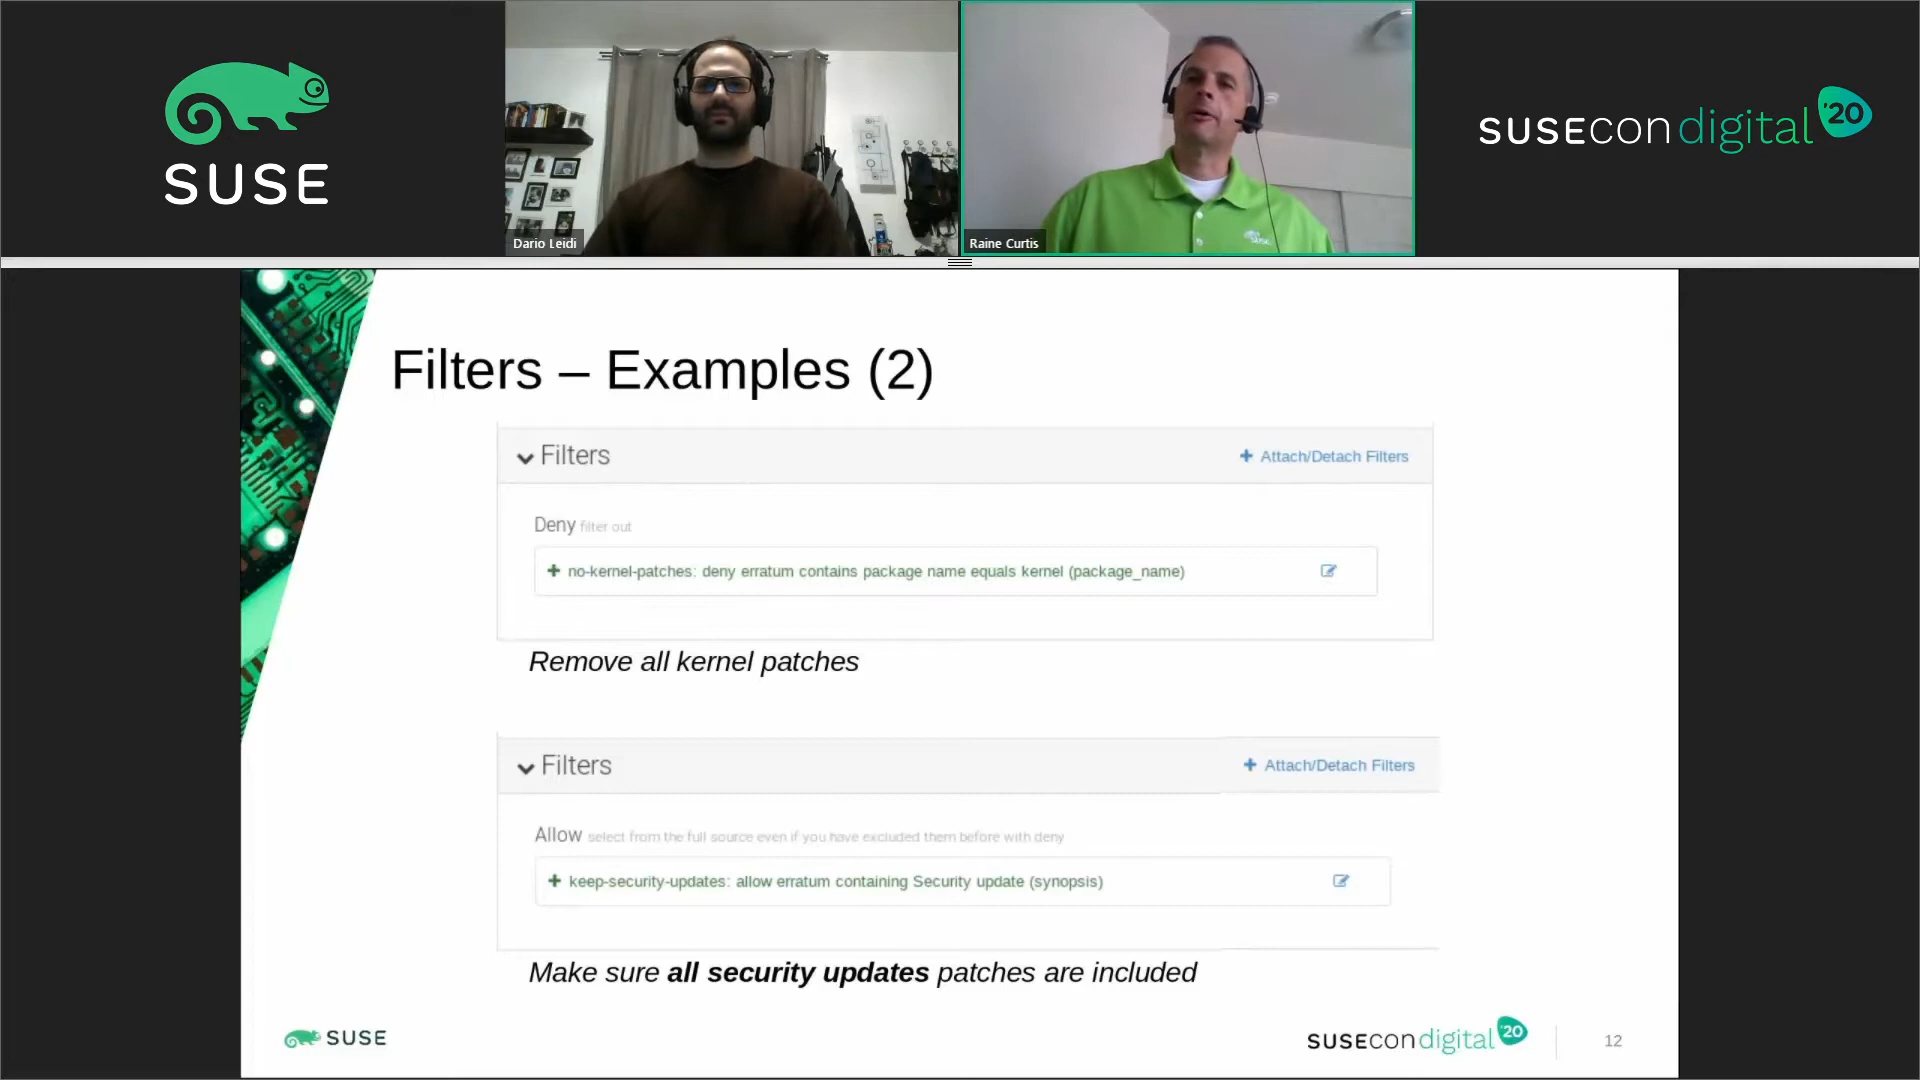 SUSE
Dario Leidi
Raine Curtis
SUSE
SUSECON digital '20
Filters – Examples (2)
Filters
Attach/Detach Filters
Deny filter out
no-kernel-patches: deny erratum contains package name equals kernel (package_name)
Remove all kernel patches
Filters
Attach/Detach Filters
Allow select from the full source even if you have excluded them before with deny
keep-security-updates: allow erratum containing Security update (synopsis)
Make sure all security updates patches are included
SUSE
SUSECON digital '20
12